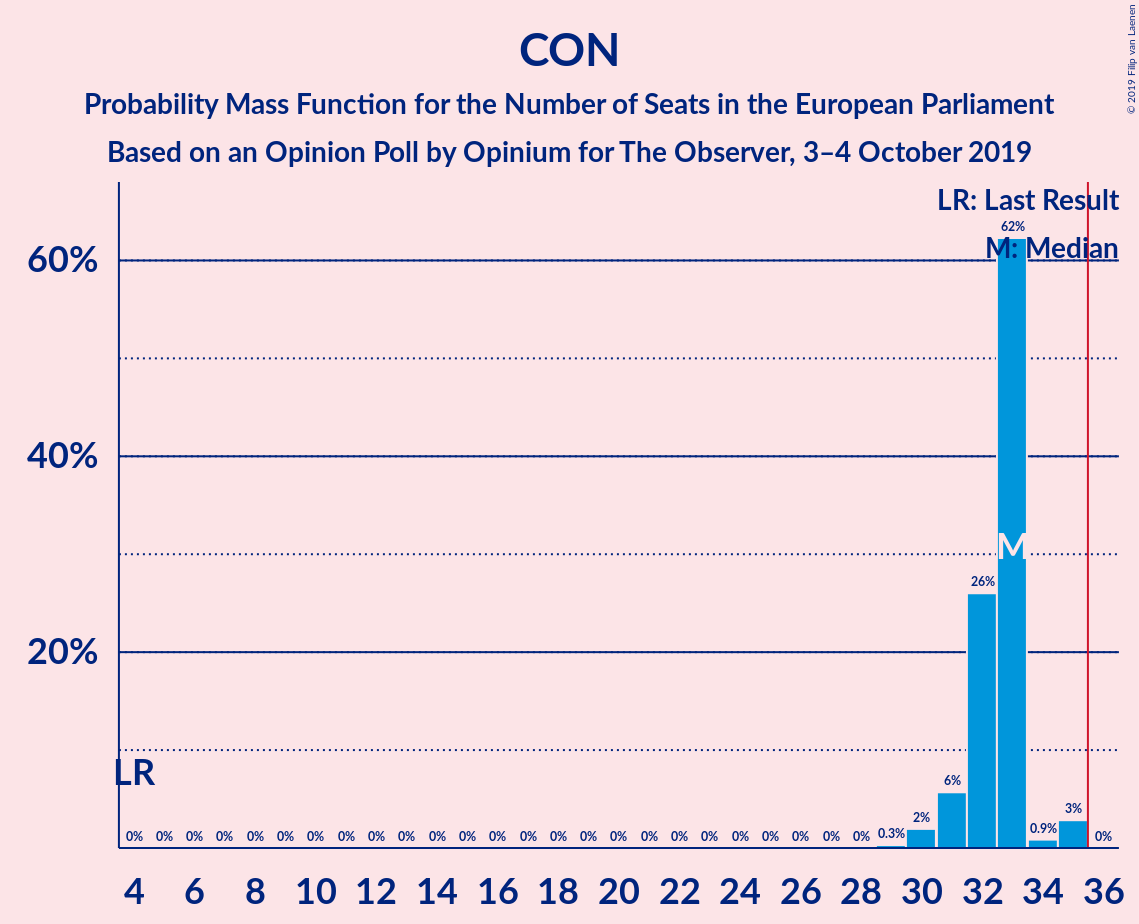 CON
Probability Mass Function for the Number of Seats in the European Parliament
Based on an Opinion Poll by Opinium for The Observer, 3–4 October 2019
© 2019 Filip van Laenen
LR: Last Result
M: Median
60%
40%
20%
LR
M
0% 0% 0% 0% 0% 0% 0% 0% 0% 0% 0% 0% 0% 0% 0% 0% 0% 0% 0% 0% 0% 0% 0% 0% 0% 0.3% 2% 6% 26% 62% 0.9% 3% 0%
4 6 8 10 12 14 16 18 20 22 24 26 28 30 32 34 36